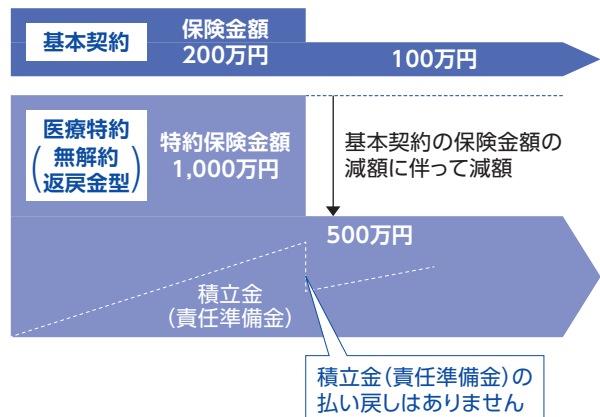 基本契約
保険金額
200万円
100万円
医療特約
(無解約
返戻金型)
特約保険金額
1,000万円
基本契約の保険金額の
減額に伴って減額
500万円
積立金
(責任準備金)
積立金(責任準備金)の
払い戻しはありません